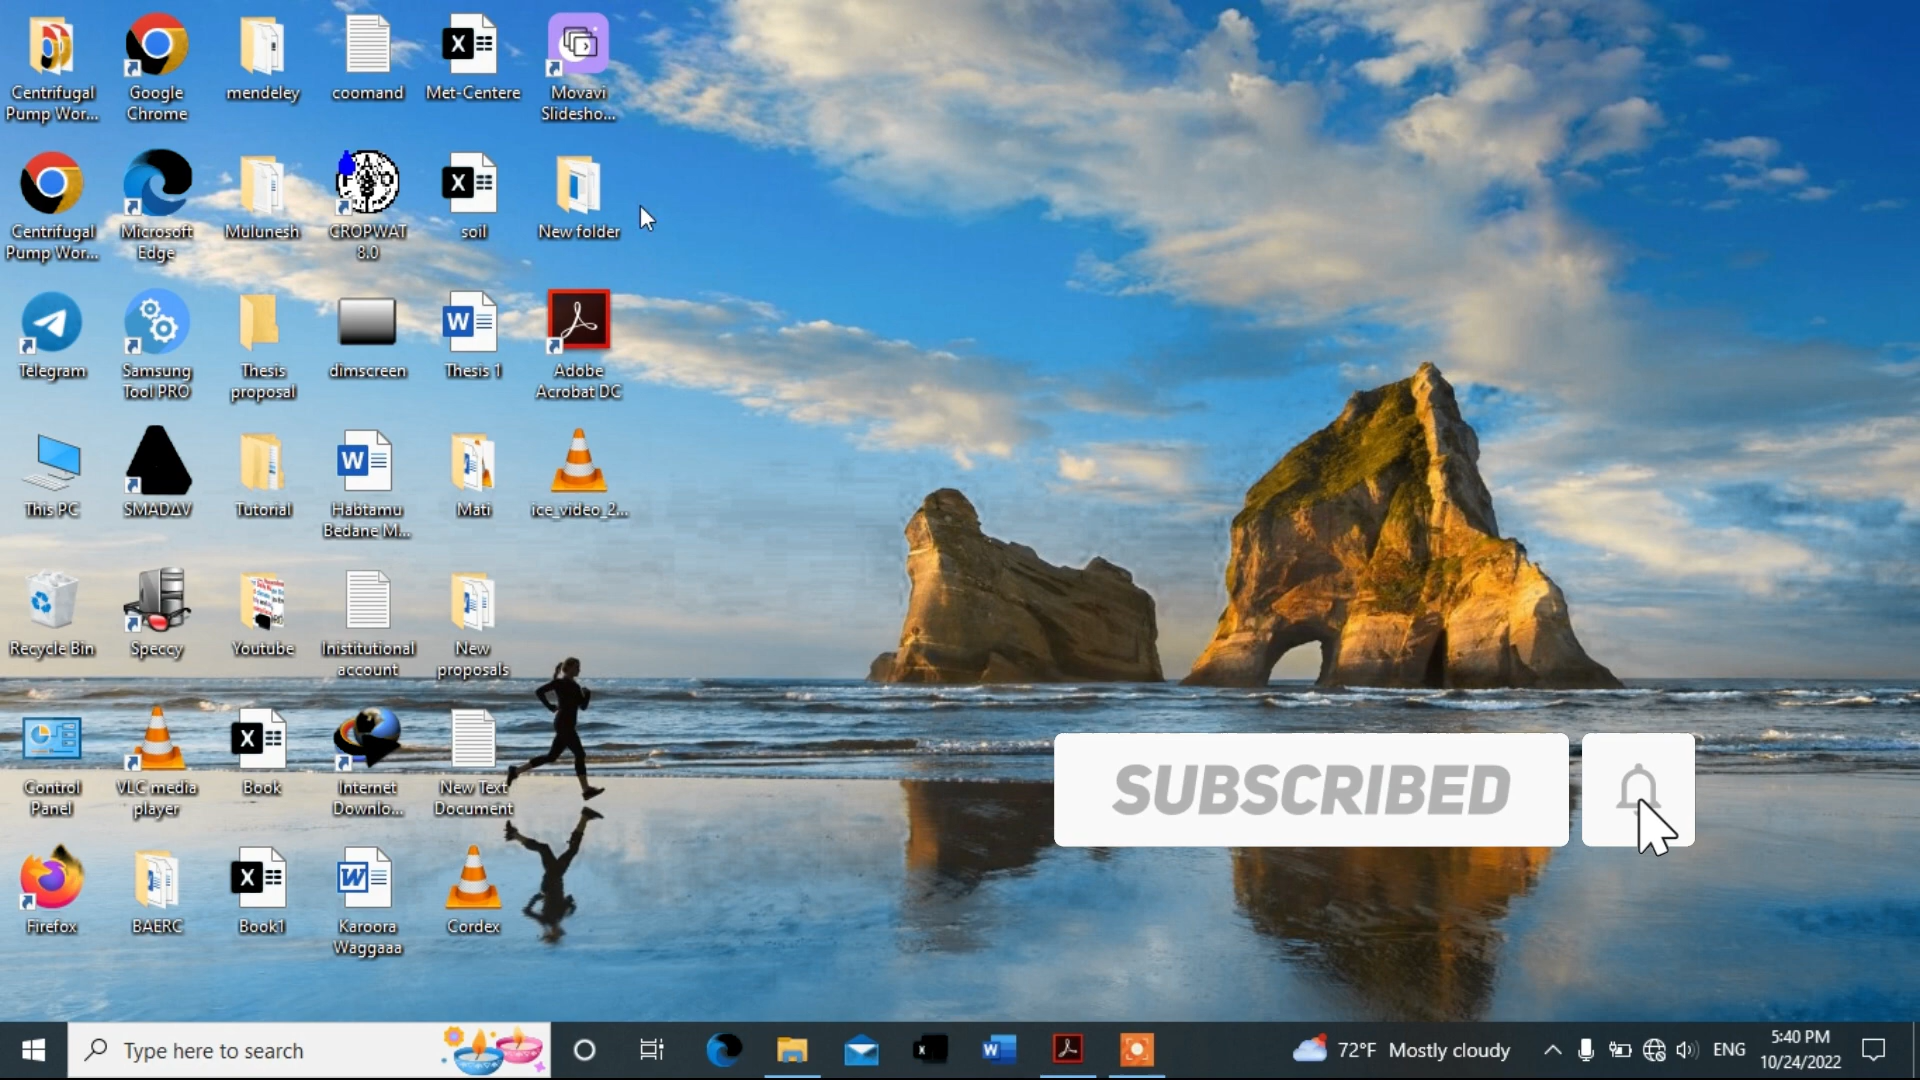 Centrifugal
Pump Wor...
Google
Chrome
mendeley
coomand
Met-Centere
Movavi
Slidesho...
Centrifugal
Pump Wor...
Microsoft
Edge
Mulunesh
CROPWAT
8.0
soil
New folder
Telegram
Samsung
Tool PRO
Thesis
proposal
dimscreen
Thesis 1
Adobe
Acrobat DC
This PC
SMADΔV
Tutorial
Habtamu
Bedane M...
Mati
ice_video_2...
Recycle Bin
Speccy
Youtube
Inistitutional
account
New
proposals
Control
Panel
VLC media
player
Book
Internet
Downlo...
New Text
Document
SUBSCRIBED
Firefox
BAERC
Book1
Karoora
Waggaaa
Cordex
Type here to search
72°F Mostly cloudy
ENG
5:40 PM
10/24/2022